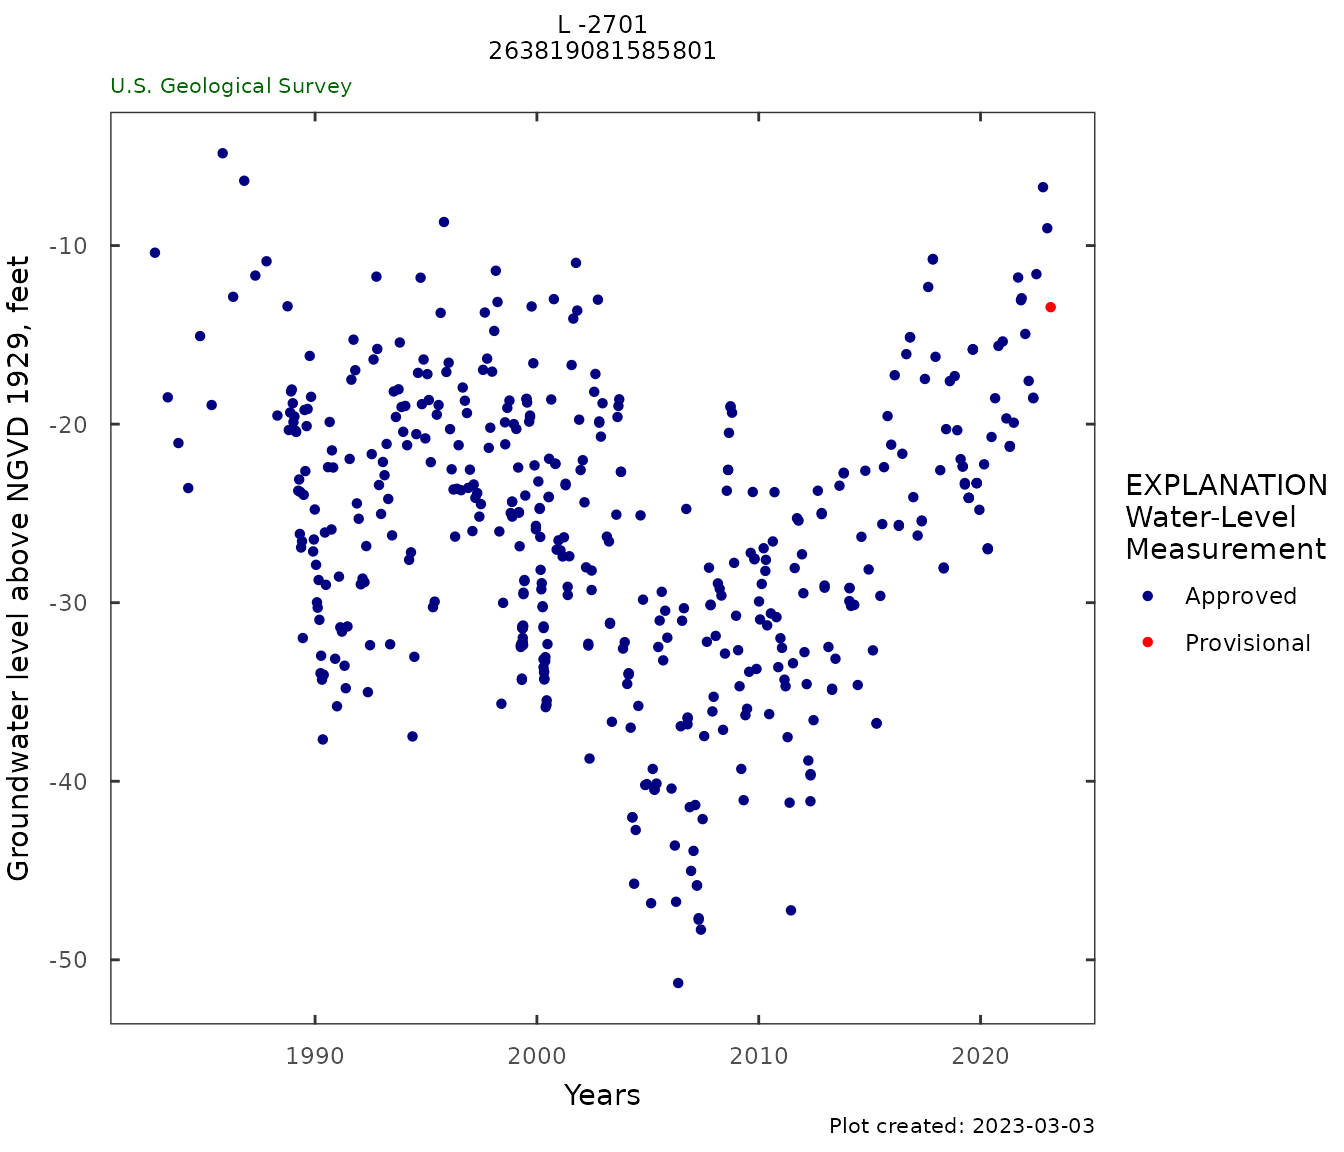 L -2701
263819081585801
U.S. Geological Survey
Groundwater level above NGVD 1929, feet
-10
-20
-30
-40
-50
1990
2000
2010
2020
Years
EXPLANATION
Water-Level
Measurement
Approved
Provisional
Plot created: 2023-03-03